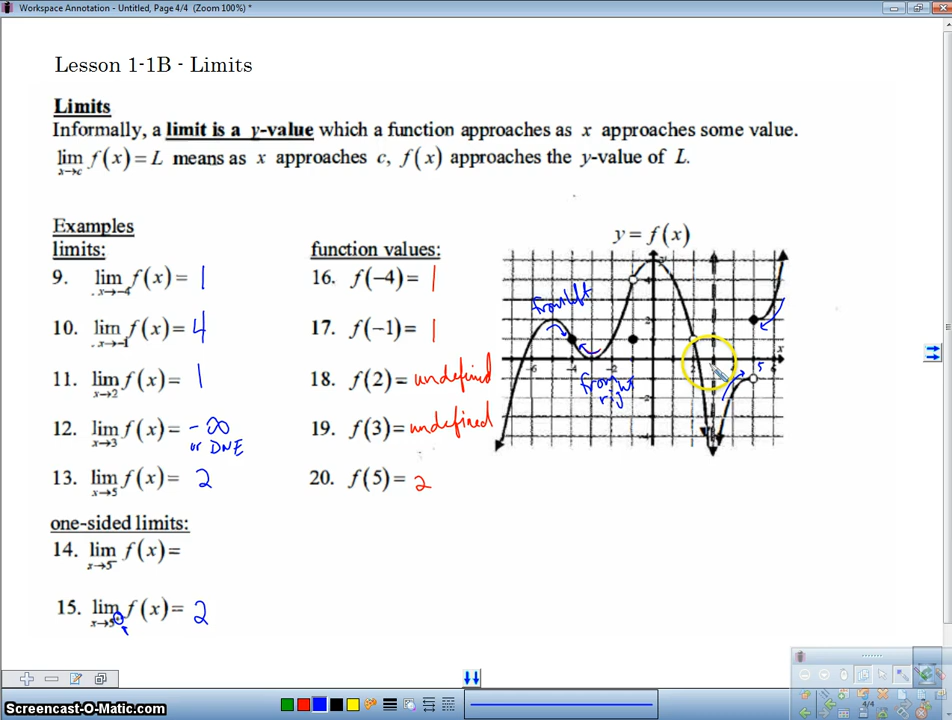 Workspace Annotation - Untitled, Page 4/4 (Zoom 100%) *
Lesson 1-1B - Limits
Limits
Informally, a limit is a y-value which a function approaches as x approaches some value.
lim x→c f(x) = L means as x approaches c, f(x) approaches the y-value of L.
Examples
limits:
9. lim x→-4 f(x) = 1
10. lim x→-1 f(x) = 4
11. lim x→2 f(x) = 1
12. lim x→3 f(x) = -∞
or DNE
13. lim x→5 f(x) = 2
one-sided limits:
14. lim x→5⁻ f(x) =
15. lim x→5 f(x) = 2
function values:
16. f(-4) = 1
17. f(-1) = 1
18. f(2) = undefined
19. f(3) = undefined
20. f(5) = 2
y = f(x)
from left
from
right
5
x
4/4
Screencast-O-Matic.com